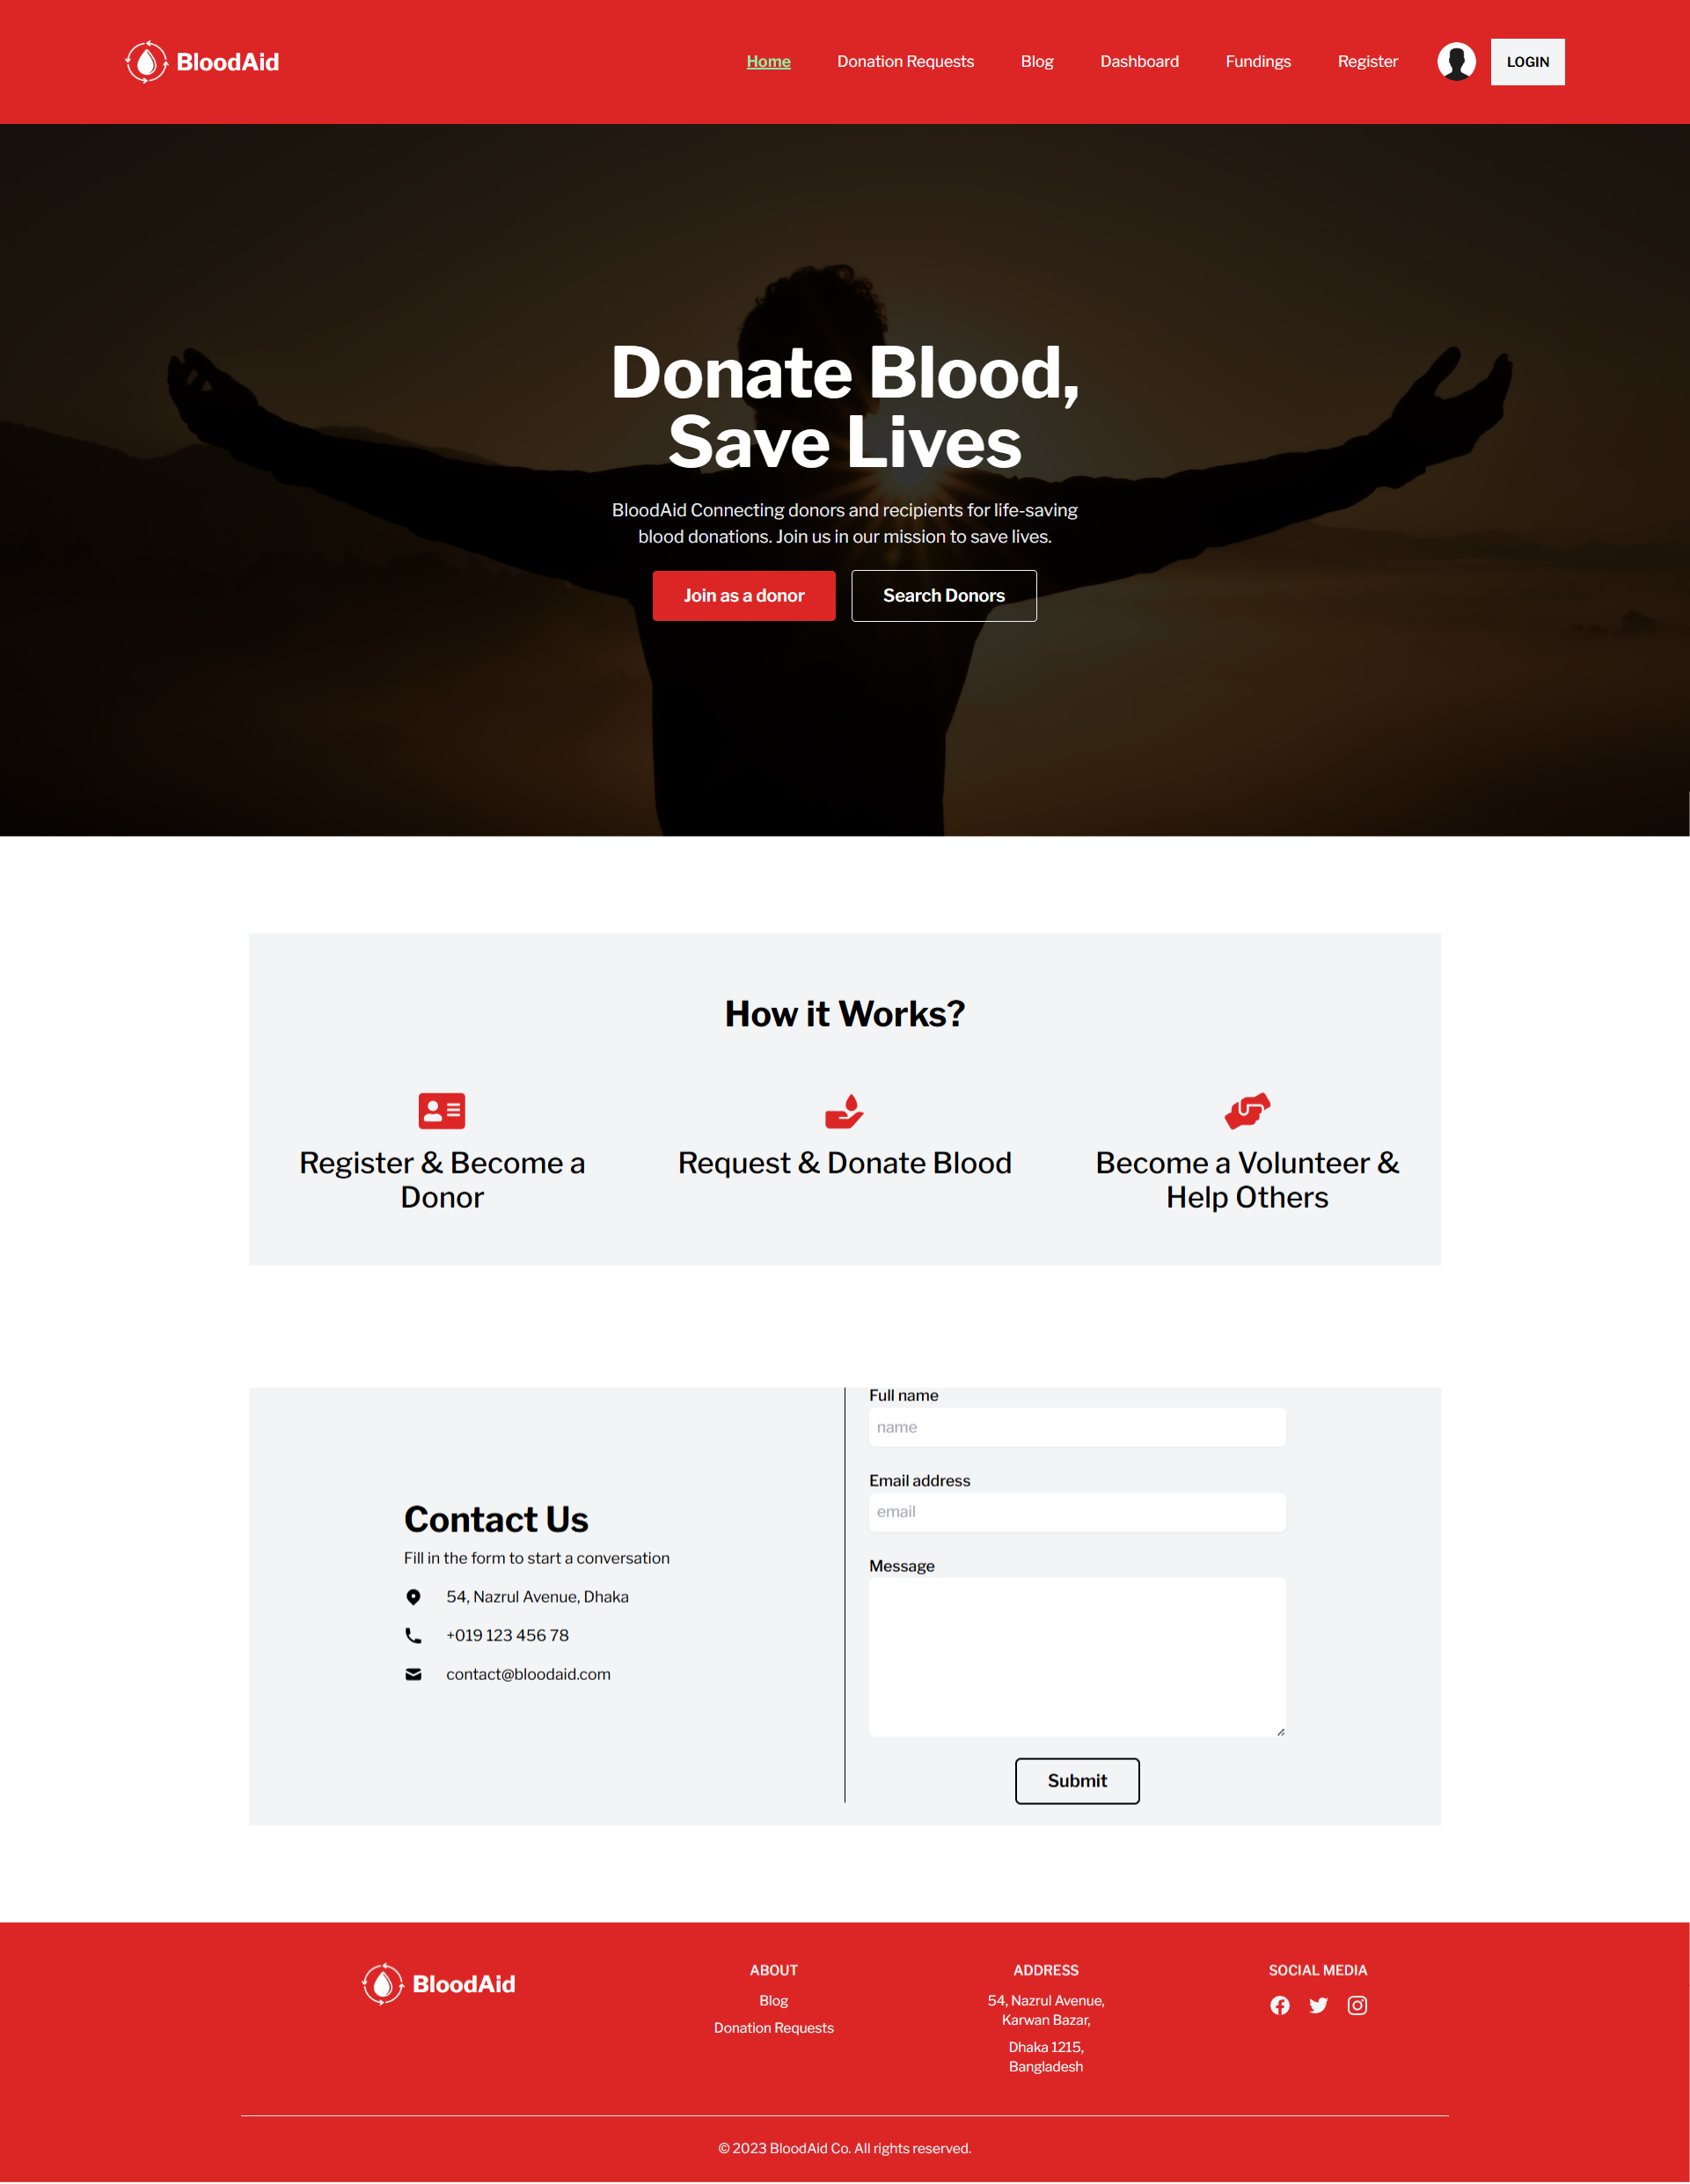 BloodAid
Home
Donation Requests
Blog
Dashboard
Fundings
Register
LOGIN
Donate Blood,
Save Lives
BloodAid Connecting donors and recipients for life-saving
blood donations. Join us in our mission to save lives.
Join as a donor
Search Donors
How it Works?
Register & Become a
Donor
Request & Donate Blood
Become a Volunteer &
Help Others
Contact Us
Fill in the form to start a conversation
54, Nazrul Avenue, Dhaka
+019 123 456 78
contact@bloodaid.com
Full name
name
Email address
email
Message
Submit
BloodAid
ABOUT
Blog
Donation Requests
ADDRESS
54, Nazrul Avenue,
Karwan Bazar,
Dhaka 1215,
Bangladesh
SOCIAL MEDIA
© 2023 BloodAid Co. All rights reserved.